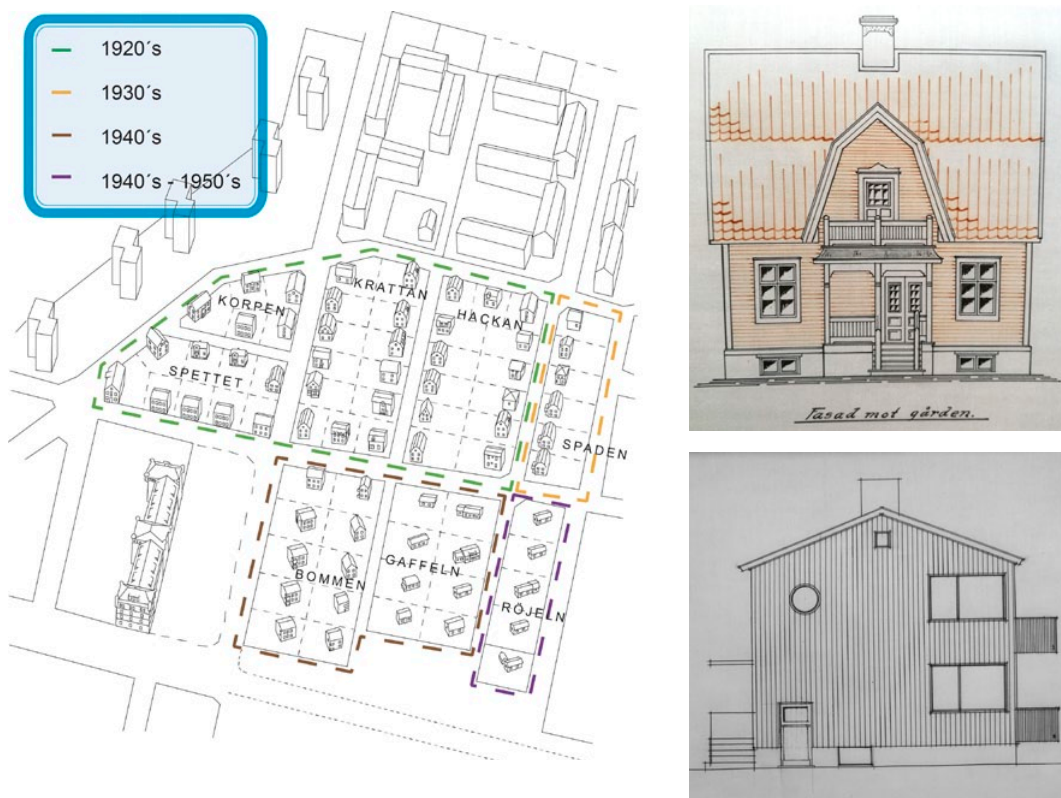 1920´s
1930´s
1940´s
1940´s - 1950´s
KORPEN
KRATTAN
HACKAN
SPETTET
SPADEN
BOMMEN
GAFFELN
RÖJELN
Fasad mot gården.